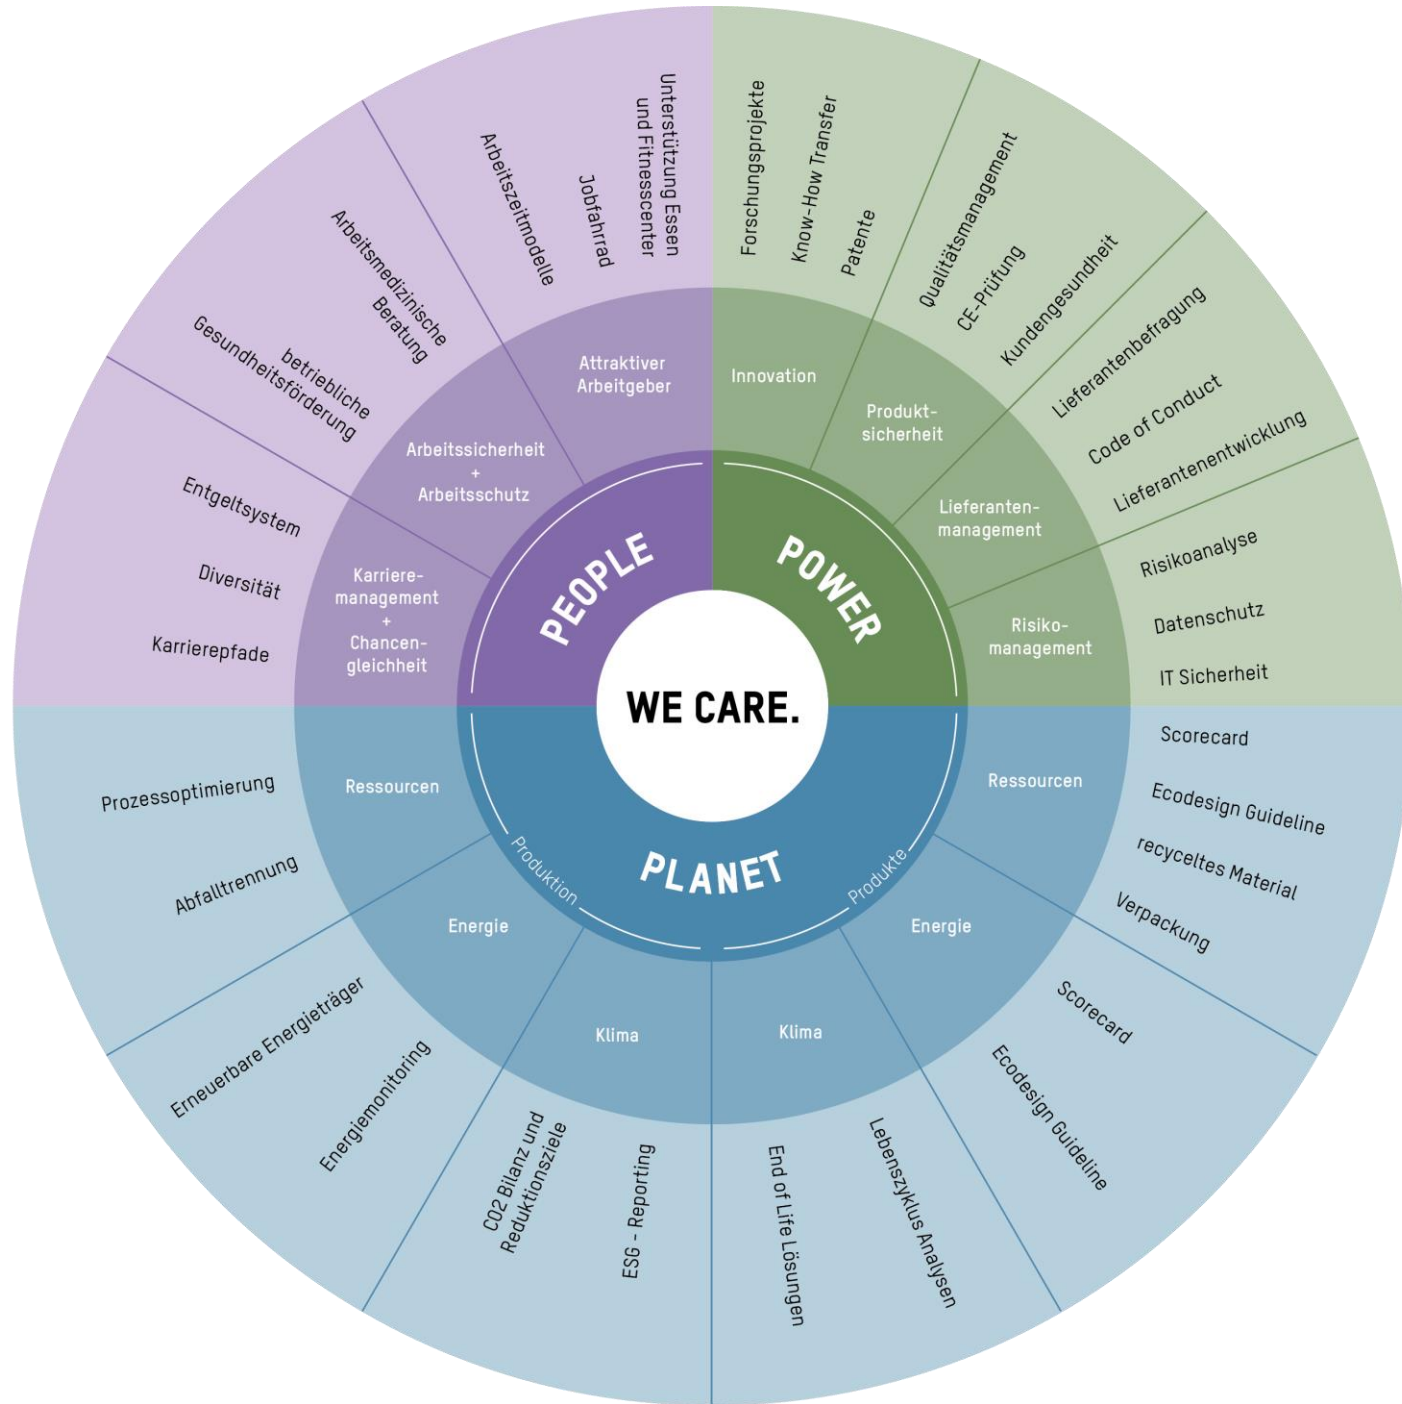 WE CARE.
PEOPLE
Attraktiver
Arbeitgeber
Unterstützung Essen
und Fitnesscenter
Jobfahrrad
Arbeitszeitmodelle
Arbeitssicherheit
+
Arbeitsschutz
Arbeitsmedizinische
Beratung
betriebliche
Gesundheitsförderung
Karriere-
management
+
Chancen-
gleichheit
Entgeltsystem
Diversität
Karrierepfade
POWER
Innovation
Forschungsprojekte
Know-How Transfer
Patente
Produkt-
sicherheit
Qualitätsmanagement
CE-Prüfung
Kundengesundheit
Lieferanten-
management
Lieferantenbefragung
Code of Conduct
Lieferantenentwicklung
Risiko-
management
Risikoanalyse
Datenschutz
IT Sicherheit
PLANET
Produkte
Ressourcen
Scorecard
Ecodesign Guideline
recyceltes Material
Verpackung
Energie
Scorecard
Ecodesign Guideline
Klima
Lebenszyklus Analysen
End of Life Lösungen
Produktion
Klima
ESG - Reporting
CO2 Bilanz und
Reduktionsziele
Energie
Energiemonitoring
Erneuerbare Energieträger
Ressourcen
Abfalltrennung
Prozessoptimierung